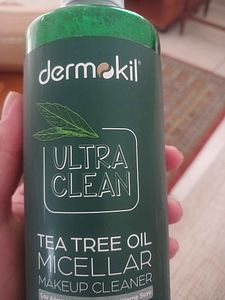 dermokil®
ULTRA
CLEAN
TEA TREE OIL
MICELLAR
MAKEUP CLEANER